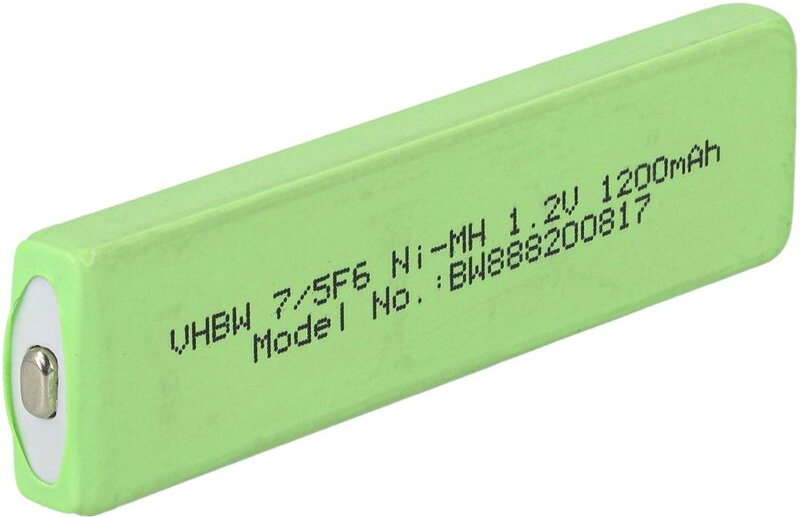 VHBW 7/5F6 Ni-MH 1.2V 1200mAh
Model No.:BW888200817